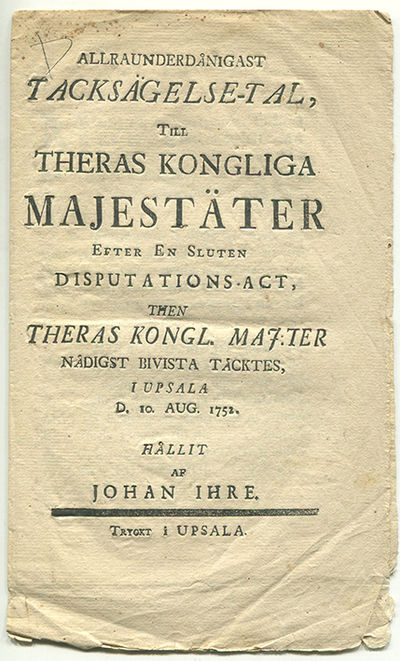 ALLRAUNDERDÅNIGAST
TACKSÄGELSE-TAL,
TILL
THERAS KONGLIGA
MAJESTÄTER
EFTER EN SLUTEN
DISPUTATIONS-ACT,
THEN
THERAS KONGL. MAJ:TER
NÅDIGST BIVISTA TÄCKTES,
I UPSALA
D. 10. AUG. 1752.
HÅLLIT
AF
JOHAN IHRE.
TRYCKT I UPSALA.